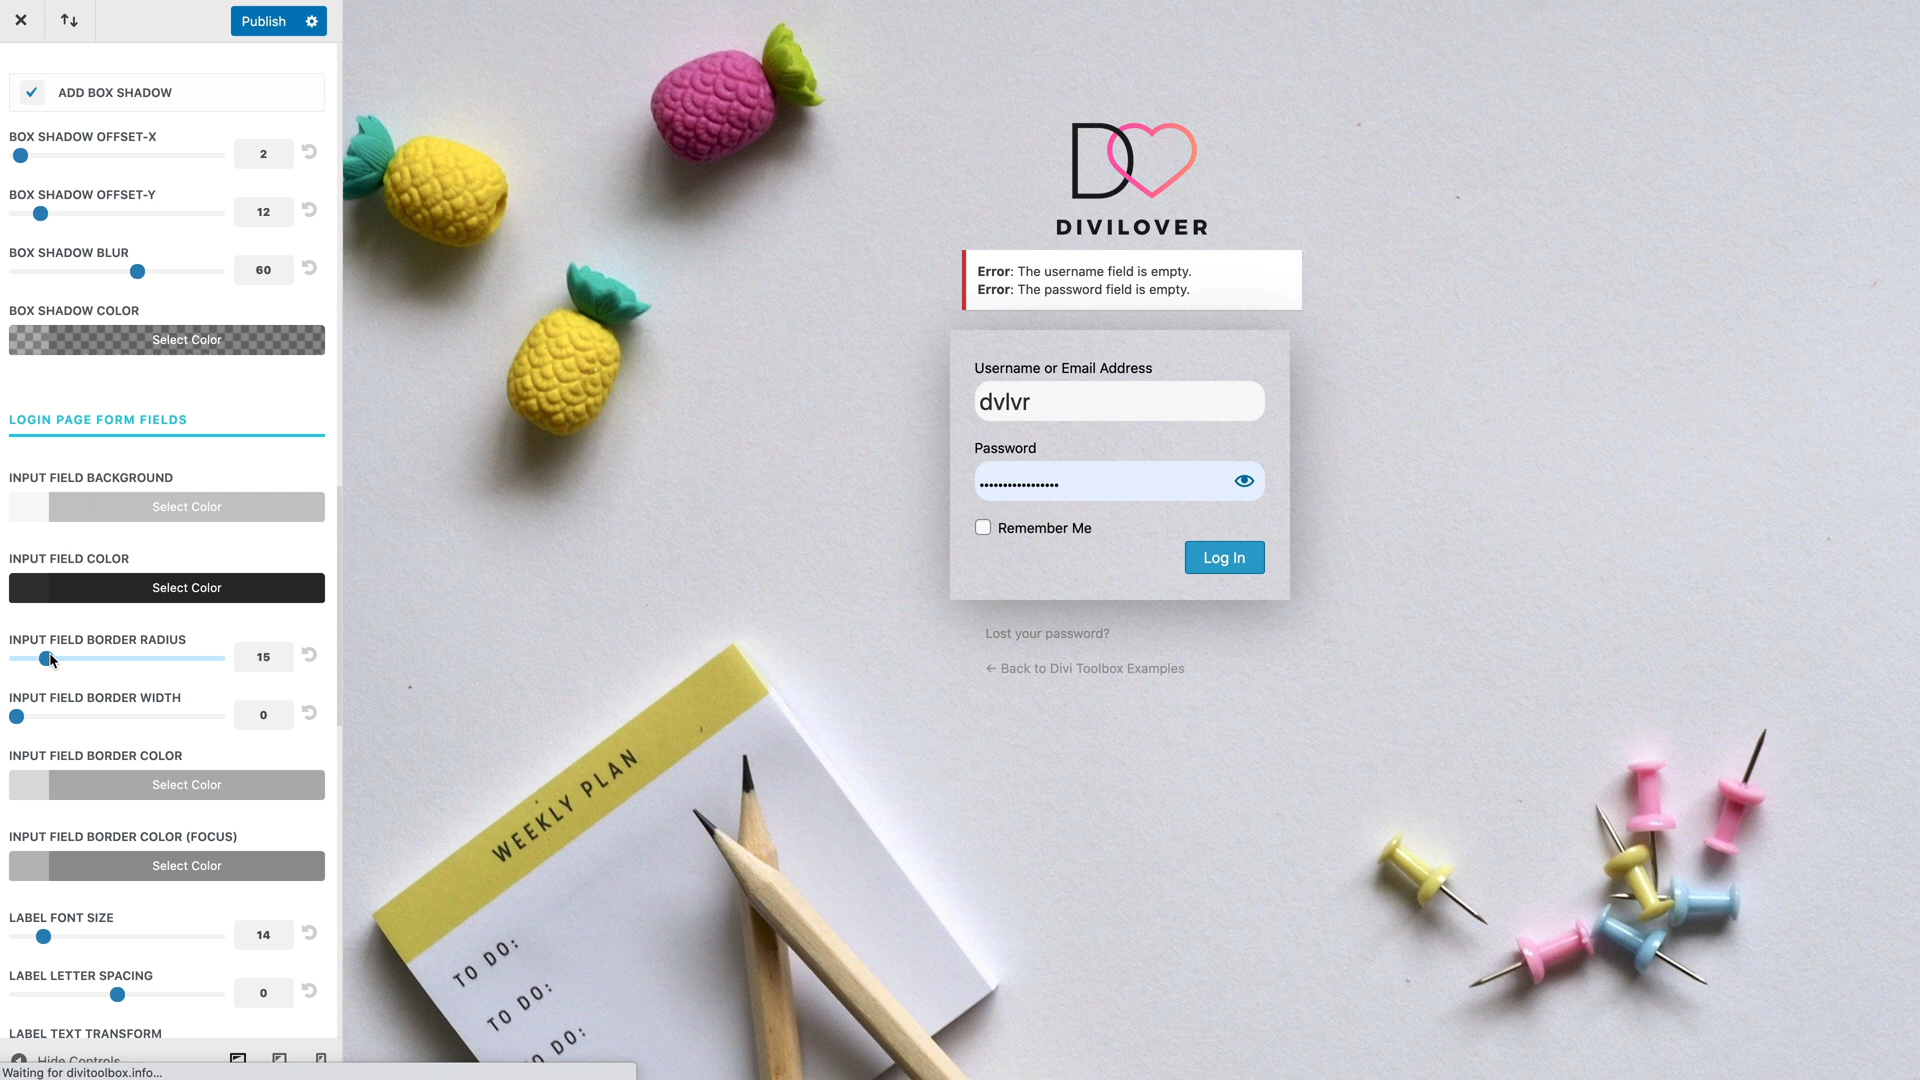 Publish
ADD BOX SHADOW
BOX SHADOW OFFSET-X
2
BOX SHADOW OFFSET-Y
12
BOX SHADOW BLUR
60
BOX SHADOW COLOR
Select Color
LOGIN PAGE FORM FIELDS
INPUT FIELD BACKGROUND
Select Color
INPUT FIELD COLOR
Select Color
INPUT FIELD BORDER RADIUS
15
INPUT FIELD BORDER WIDTH
0
INPUT FIELD BORDER COLOR
Select Color
INPUT FIELD BORDER COLOR (FOCUS)
Select Color
LABEL FONT SIZE
14
LABEL LETTER SPACING
0
LABEL TEXT TRANSFORM
Hide Controls
Waiting for divitoolbox.info...
DIVILOVER
Error: The username field is empty.
Error: The password field is empty.
Username or Email Address
dvlvr
Password
Remember Me
Log In
Lost your password?
← Back to Divi Toolbox Examples
WEEKLY PLAN
TO DO:
TO DO:
O DO: